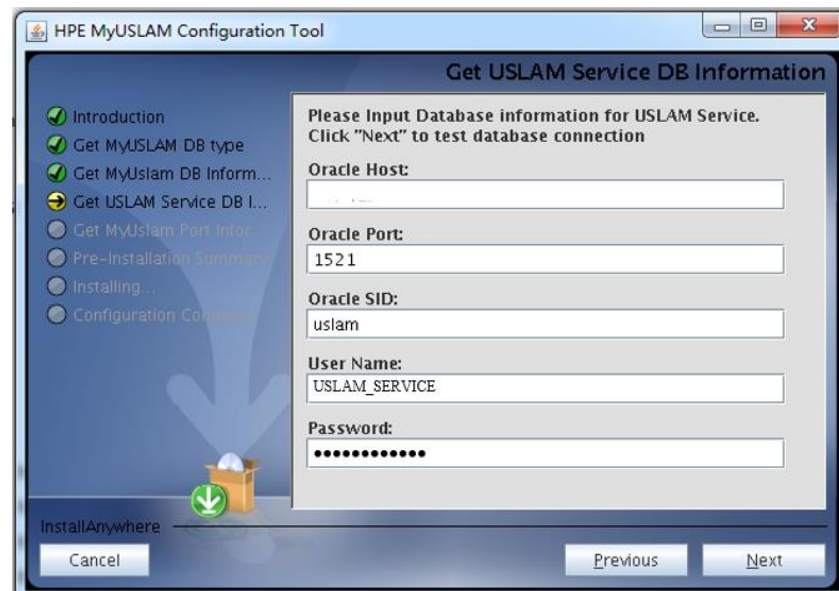 HPE MyUSLAM Configuration Tool
Get USLAM Service DB Information
Introduction
Get MyUSLAM DB type
Get MyUslam DB Inform...
Get USLAM Service DB I...
Get MyUslam Port Infor
Pre-Installation Summary
Installing...
Configuration
Please Input Database information for USLAM Service.
Click "Next" to test database connection
Oracle Host:
Oracle Port:
1521
Oracle SID:
uslam
User Name:
USLAM_SERVICE
Password:
••••••••••••
InstallAnywhere
Cancel
Previous
Next